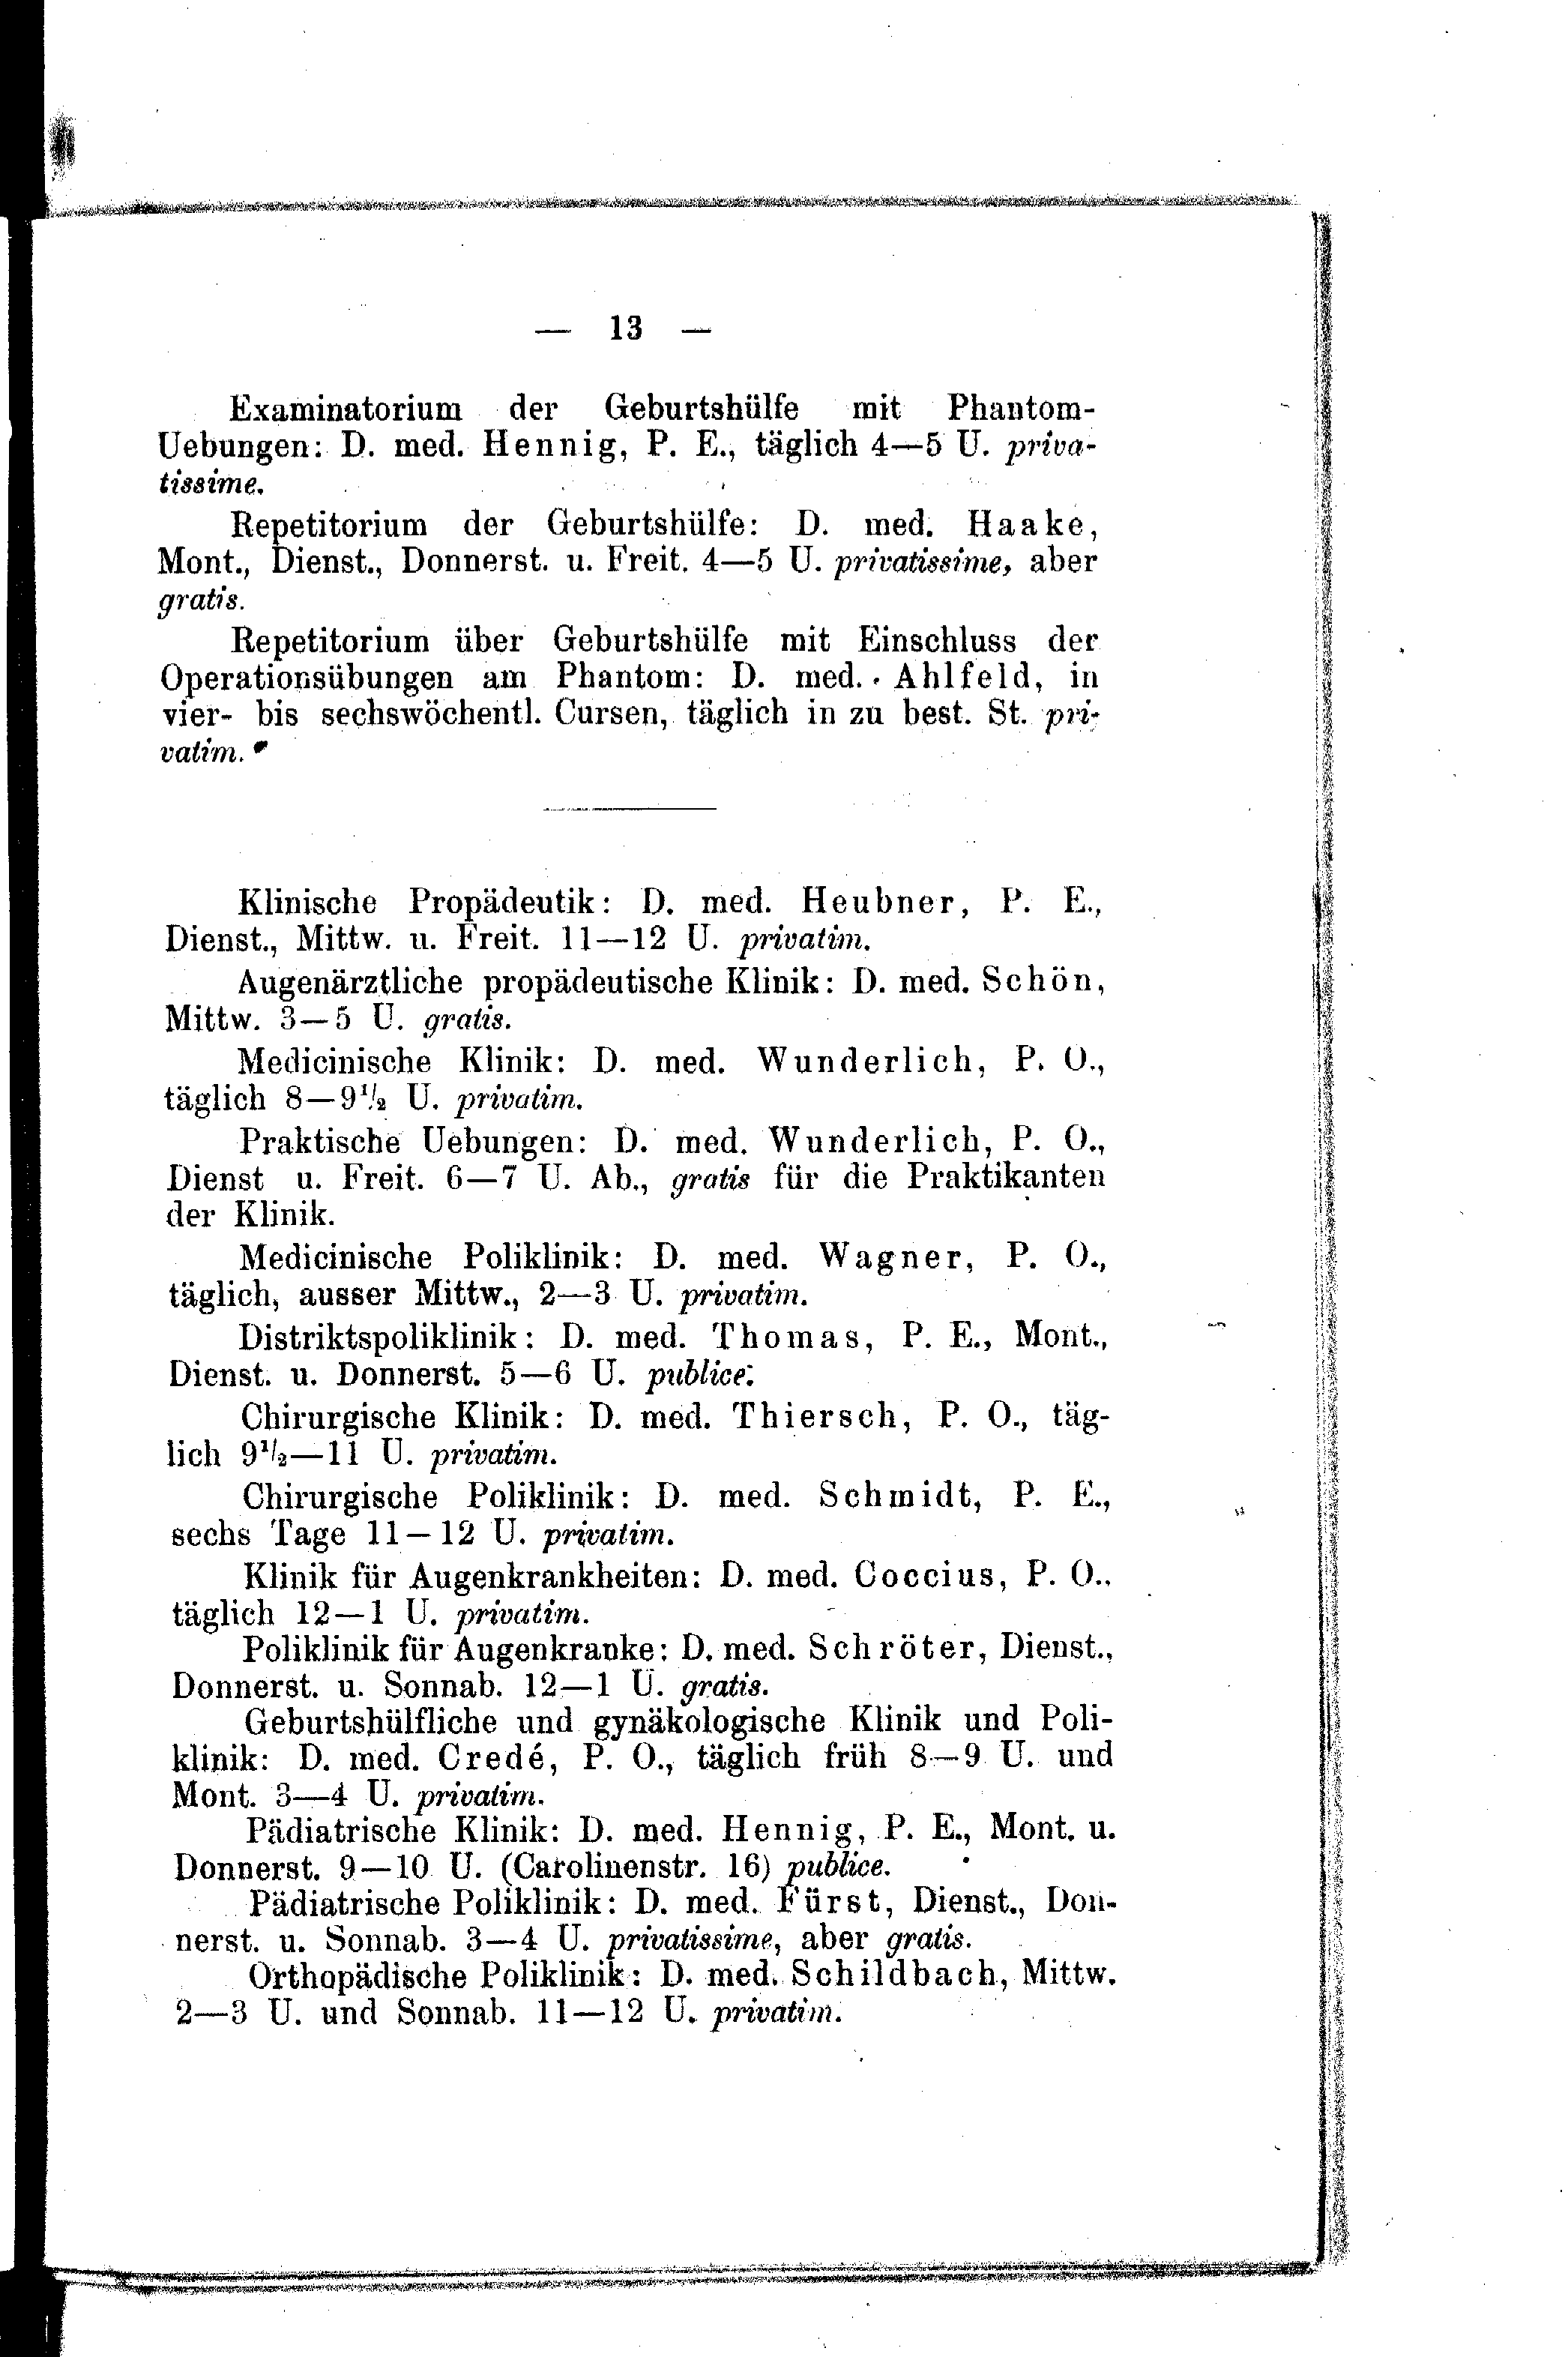 — 13 —
Examinatorium der Geburtshülfe mit Phantom-
Uebungen: D. med. Hennig, P. E., täglich 4—5 U. priva-
tissime.
Repetitorium der Geburtshülfe: D. med. Haake,
Mont., Dienst., Donnerst. u. Freit. 4—5 U. privatissime, aber
gratis.
Repetitorium über Geburtshülfe mit Einschluss der
Operationsübungen am Phantom: D. med. Ahlfeld, in
vier- bis sechswöchentl. Cursen, täglich in zu best. St. pri-
vatim.
Klinische Propädeutik: D. med. Heubner, P. E.,
Dienst., Mittw. u. Freit. 11—12 U. privatim.
Augenärztliche propädeutische Klinik: D. med. Schön,
Mittw. 3—5 U. gratis.
Medicinische Klinik: D. med. Wunderlich, P. O.,
täglich 8—9½ U. privatim.
Praktische Uebungen: D. med. Wunderlich, P. O.,
Dienst u. Freit. 6—7 U. Ab., gratis für die Praktikanten
der Klinik.
Medicinische Poliklinik: D. med. Wagner, P. O.,
täglich, ausser Mittw., 2—3 U. privatim.
Distriktspoliklinik: D. med. Thomas, P. E., Mont.,
Dienst. u. Donnerst. 5—6 U. publice.
Chirurgische Klinik: D. med. Thiersch, P. O., täg-
lich 9½—11 U. privatim.
Chirurgische Poliklinik: D. med. Schmidt, P. E.,
sechs Tage 11—12 U. privatim.
Klinik für Augenkrankheiten: D. med. Coccius, P. O.,
täglich 12—1 U. privatim.
Poliklinik für Augenkranke: D. med. Schröter, Dienst.,
Donnerst. u. Sonnab. 12—1 U. gratis.
Geburtshülfliche und gynäkologische Klinik und Poli-
klinik: D. med. Credé, P. O., täglich früh 8—9 U. und
Mont. 3—4 U. privatim.
Pädiatrische Klinik: D. med. Hennig, P. E., Mont. u.
Donnerst. 9—10 U. (Carolinenstr. 16) publice.
Pädiatrische Poliklinik: D. med. Fürst, Dienst., Don-
nerst. u. Sonnab. 3—4 U. privatissime, aber gratis.
Orthopädische Poliklinik: D. med. Schildbach, Mittw.
2—3 U. und Sonnab. 11—12 U. privatim.